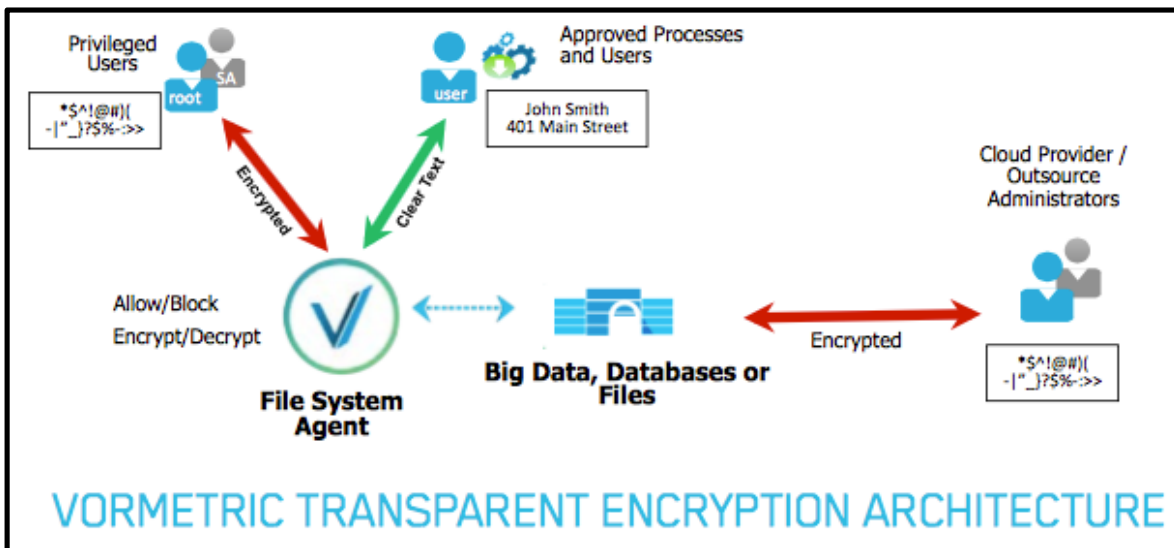 Privileged
Users
SA
root
*$^!@#)(
-|"_}?$%-:>>
Approved Processes
and Users
user
John Smith
401 Main Street
Encrypted
Clear Text
Cloud Provider /
Outsource
Administrators
Allow/Block
Encrypt/Decrypt
File System
Agent
Big Data, Databases or
Files
Encrypted
*$^!@#)(
-|"_}?$%-:>>
VORMETRIC TRANSPARENT ENCRYPTION ARCHITECTURE